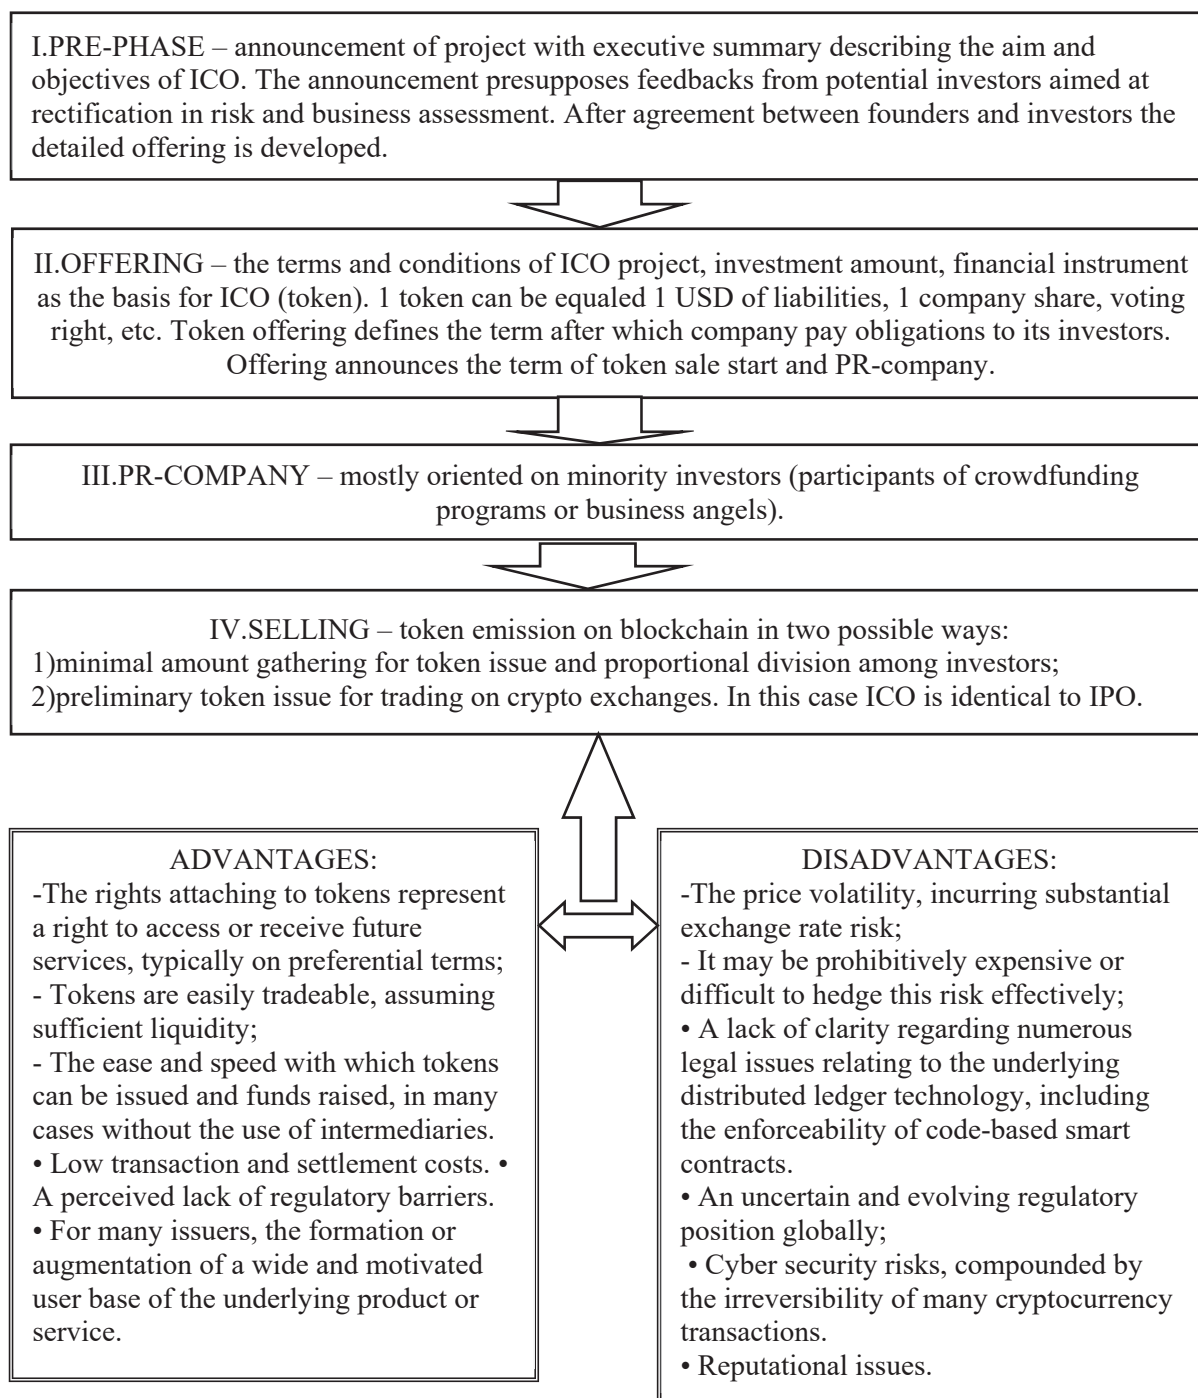 I.PRE-PHASE – announcement of project with executive summary describing the aim and
objectives of ICO. The announcement presupposes feedbacks from potential investors aimed at
rectification in risk and business assessment. After agreement between founders and investors the
detailed offering is developed.
II.OFFERING – the terms and conditions of ICO project, investment amount, financial instrument
as the basis for ICO (token). 1 token can be equaled 1 USD of liabilities, 1 company share, voting
right, etc. Token offering defines the term after which company pay obligations to its investors.
Offering announces the term of token sale start and PR-company.
III.PR-COMPANY – mostly oriented on minority investors (participants of crowdfunding
programs or business angels).
IV.SELLING – token emission on blockchain in two possible ways:
1)minimal amount gathering for token issue and proportional division among investors;
2)preliminary token issue for trading on crypto exchanges. In this case ICO is identical to IPO.
ADVANTAGES:
-The rights attaching to tokens represent
a right to access or receive future
services, typically on preferential terms;
- Tokens are easily tradeable, assuming
sufficient liquidity;
- The ease and speed with which tokens
can be issued and funds raised, in many
cases without the use of intermediaries.
• Low transaction and settlement costs. •
A perceived lack of regulatory barriers.
• For many issuers, the formation or
augmentation of a wide and motivated
user base of the underlying product or
service.
DISADVANTAGES:
-The price volatility, incurring substantial
exchange rate risk;
- It may be prohibitively expensive or
difficult to hedge this risk effectively;
• A lack of clarity regarding numerous
legal issues relating to the underlying
distributed ledger technology, including
the enforceability of code-based smart
contracts.
• An uncertain and evolving regulatory
position globally;
• Cyber security risks, compounded by
the irreversibility of many cryptocurrency
transactions.
• Reputational issues.